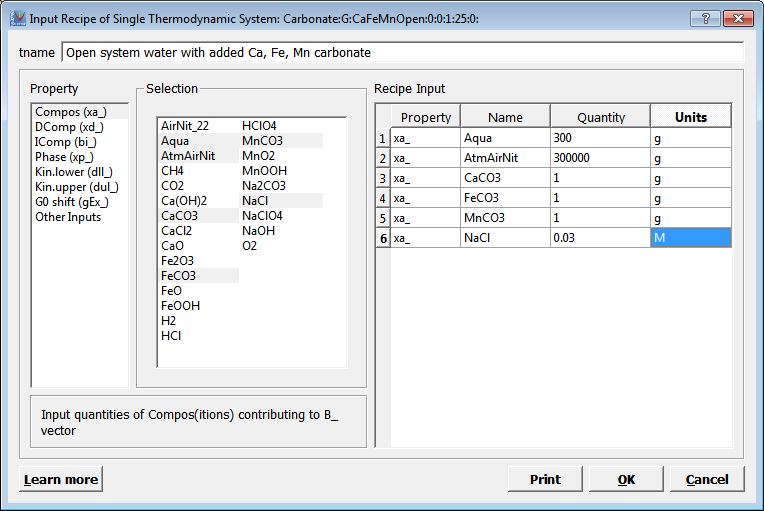 Input Recipe of Single Thermodynamic System: Carbonate:G:CaFeMnOpen:0:0:1:25:0:
tname Open system water with added Ca, Fe, Mn carbonate
Property
Compos (xa_)
DComp (xd_)
IComp (bi_)
Phase (xp_)
Kin.lower (dll_)
Kin.upper (dul_)
G0 shift (gEx_)
Other Inputs
Selection
AirNit_22 HClO4
Aqua MnCO3
AtmAirNit MnO2
CH4 MnOOH
CO2 Na2CO3
Ca(OH)2 NaCl
CaCO3 NaClO4
CaCl2 NaOH
CaO O2
Fe2O3
FeCO3
FeO
FeOOH
H2
HCl
Input quantities of Compos(itions) contributing to B_
vector
Recipe Input
Property Name Quantity Units
1 xa_ Aqua 300 g
2 xa_ AtmAirNit 300000 g
3 xa_ CaCO3 1 g
4 xa_ FeCO3 1 g
5 xa_ MnCO3 1 g
6 xa_ NaCl 0.03 M
Learn more Print OK Cancel